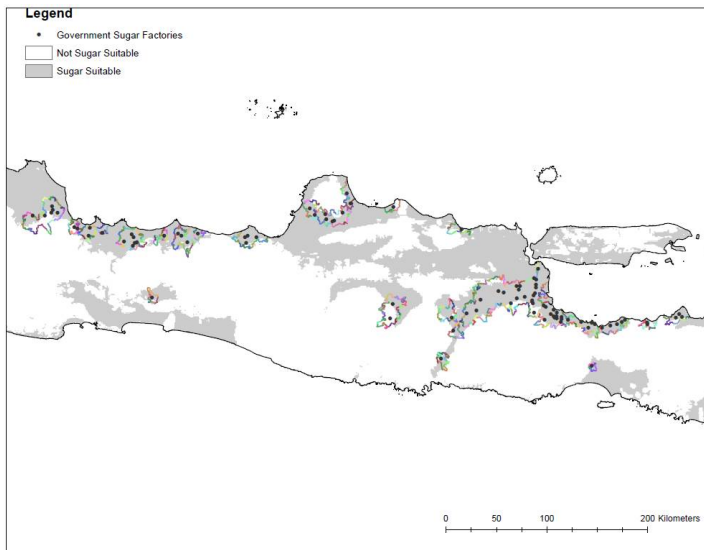 Legend
Government Sugar Factories
Not Sugar Suitable
Sugar Suitable
0 50 100 200 Kilometers